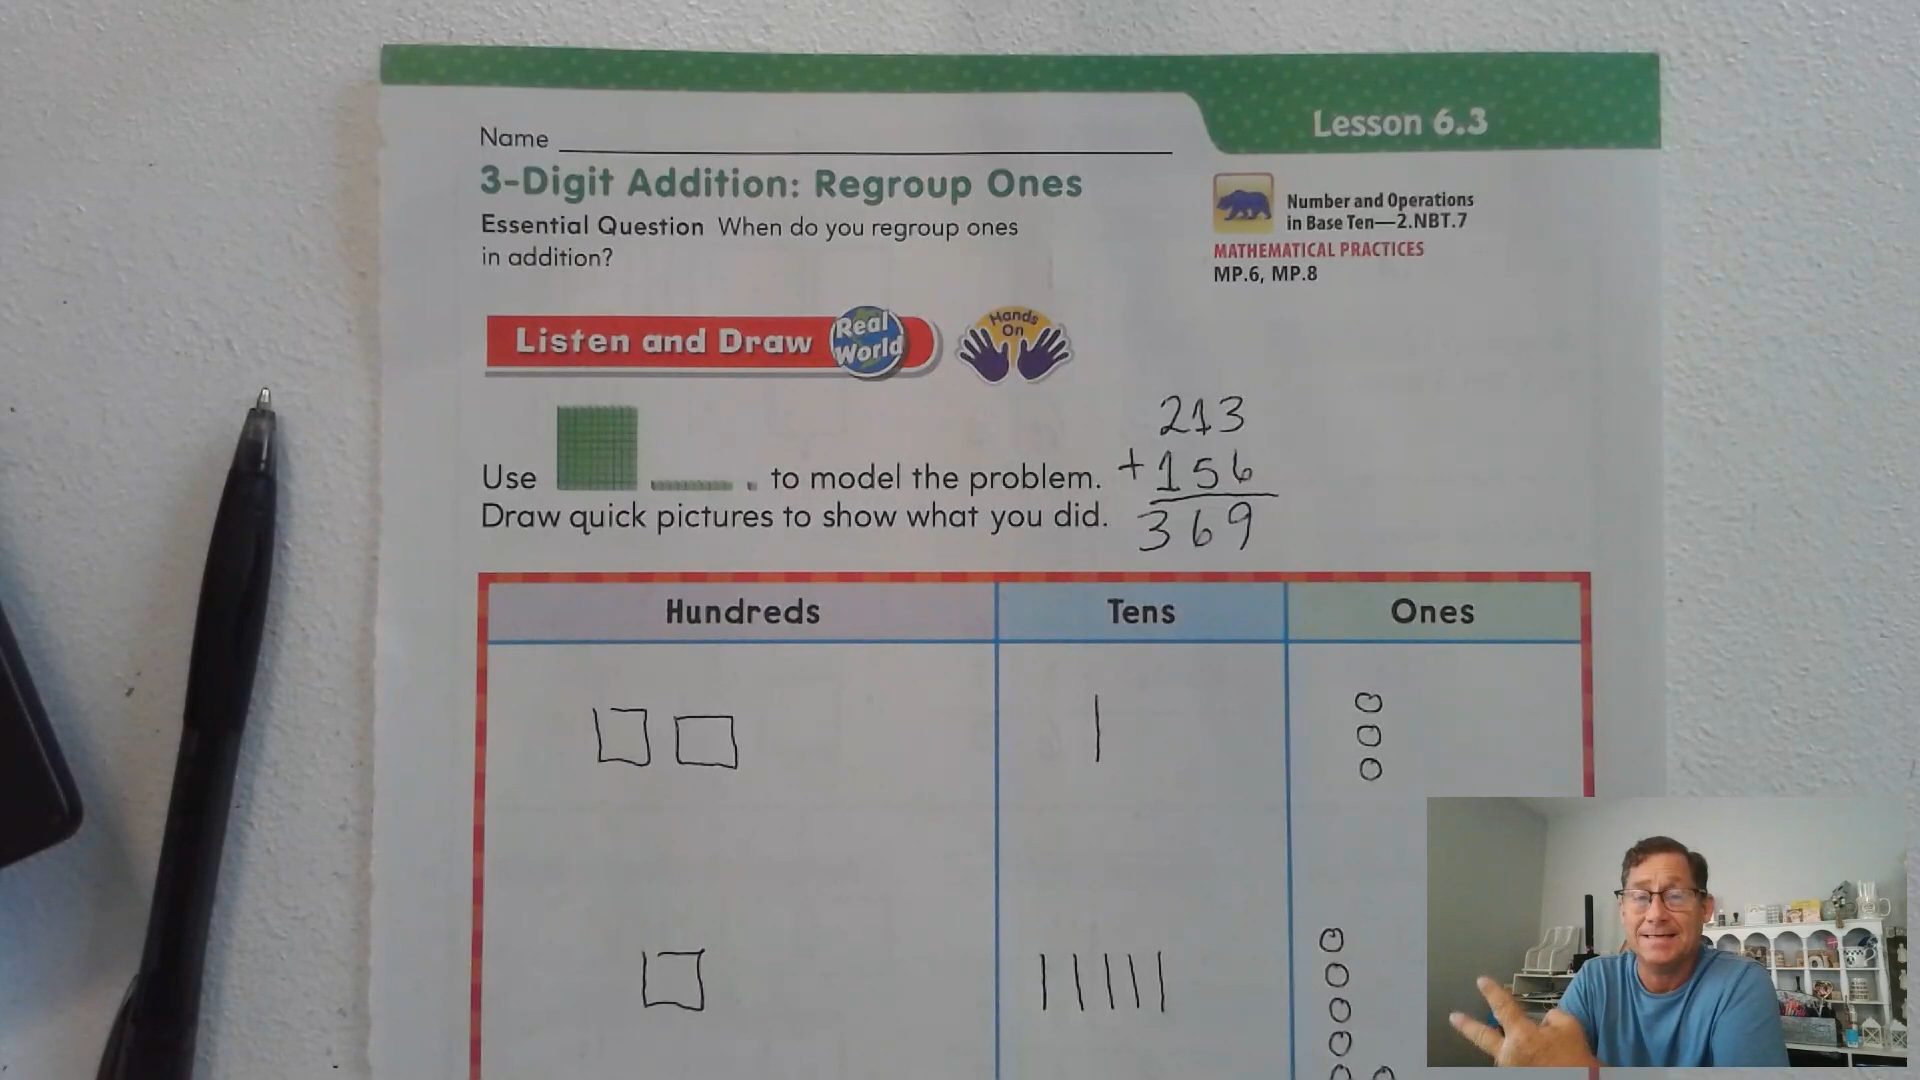 Lesson 6.3
Name
3-Digit Addition: Regroup Ones
Essential Question When do you regroup ones
in addition?
Number and Operations
in Base Ten—2.NBT.7
MATHEMATICAL PRACTICES
MP.6, MP.8
Listen and Draw
Real
World
Hands
On
Use to model the problem.
Draw quick pictures to show what you did.
213
+156
369
Hundreds Tens Ones